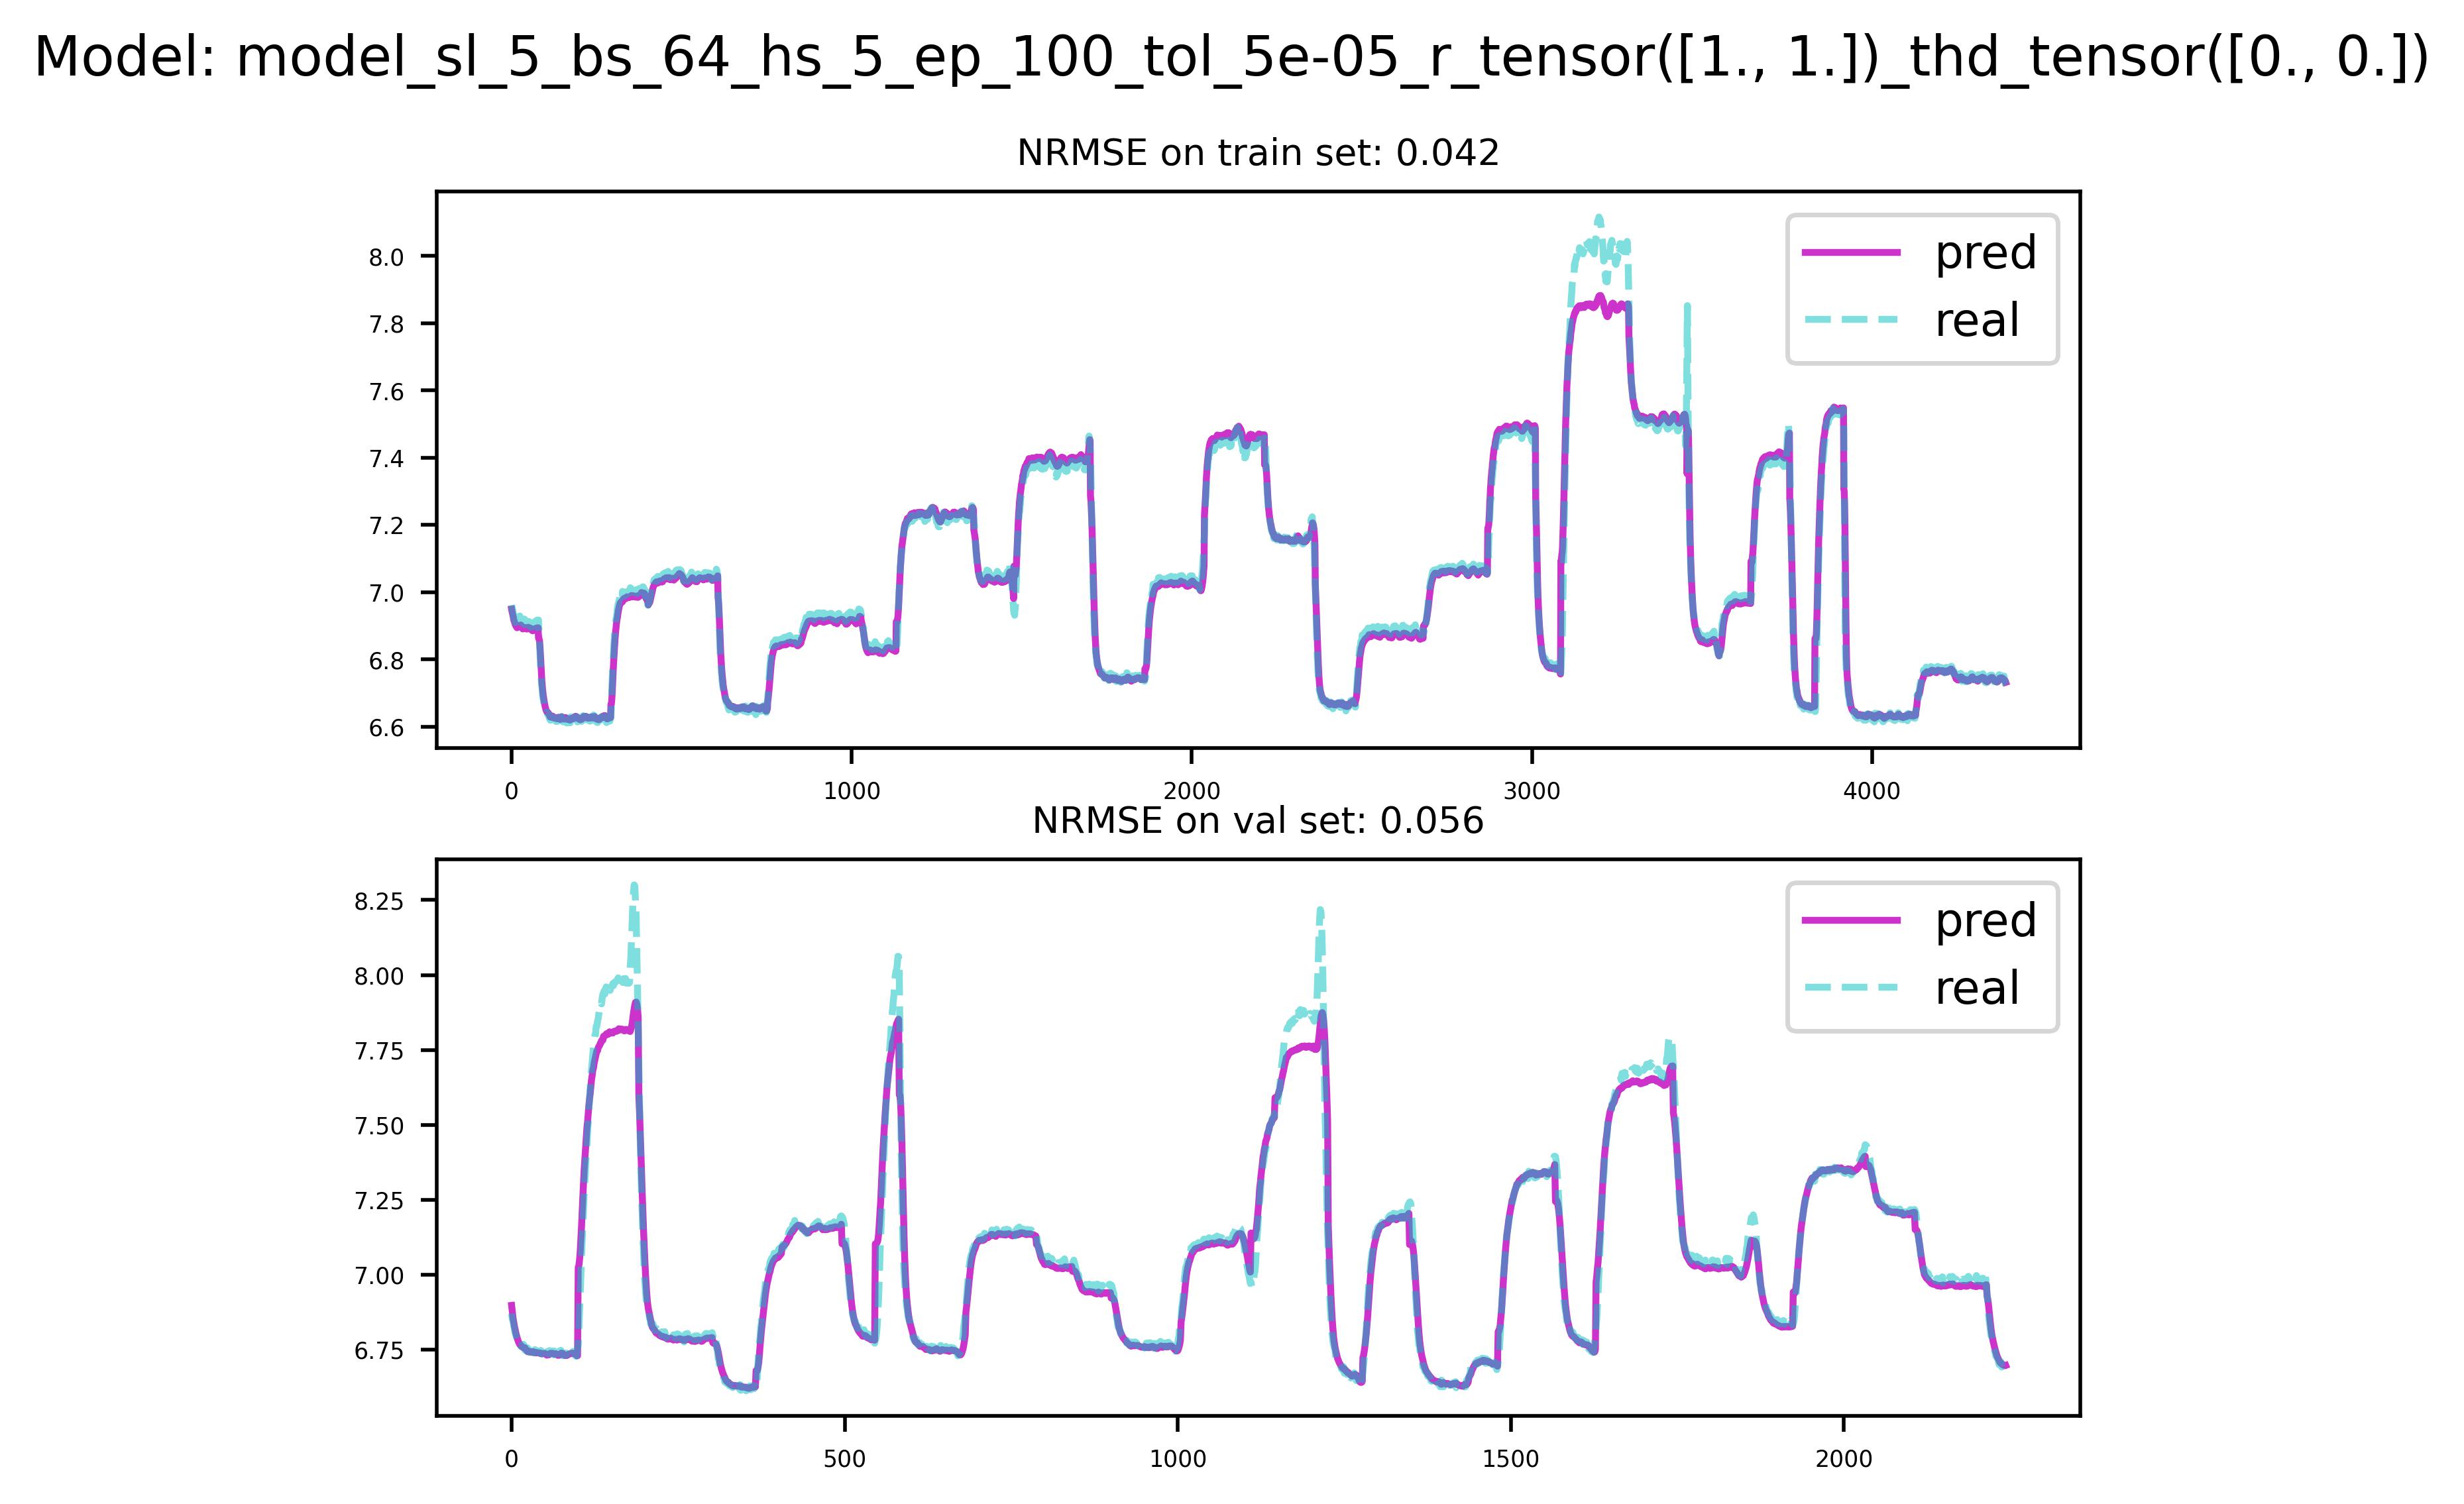 Model: model_sl_5_bs_64_hs_5_ep_100_tol_5e-05_r_tensor([1., 1.])_thd_tensor([0., 0.])
NRMSE on train set: 0.042
pred
real
8.0
7.8
7.6
7.4
7.2
7.0
6.8
6.6
0 1000 2000 3000 4000
NRMSE on val set: 0.056
pred
real
8.25
8.00
7.75
7.50
7.25
7.00
6.75
0 500 1000 1500 2000